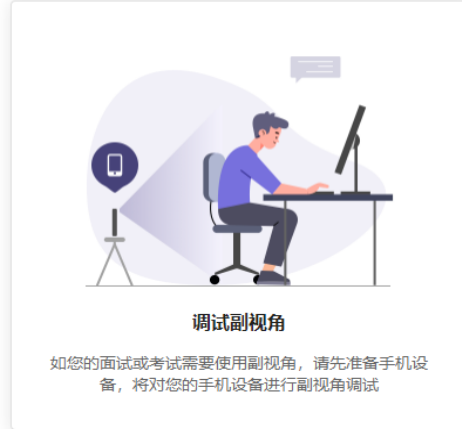 调试副视角
如您的面试或考试需要使用副视角，请先准备手机设
备，将对您的手机设备进行副视角调试